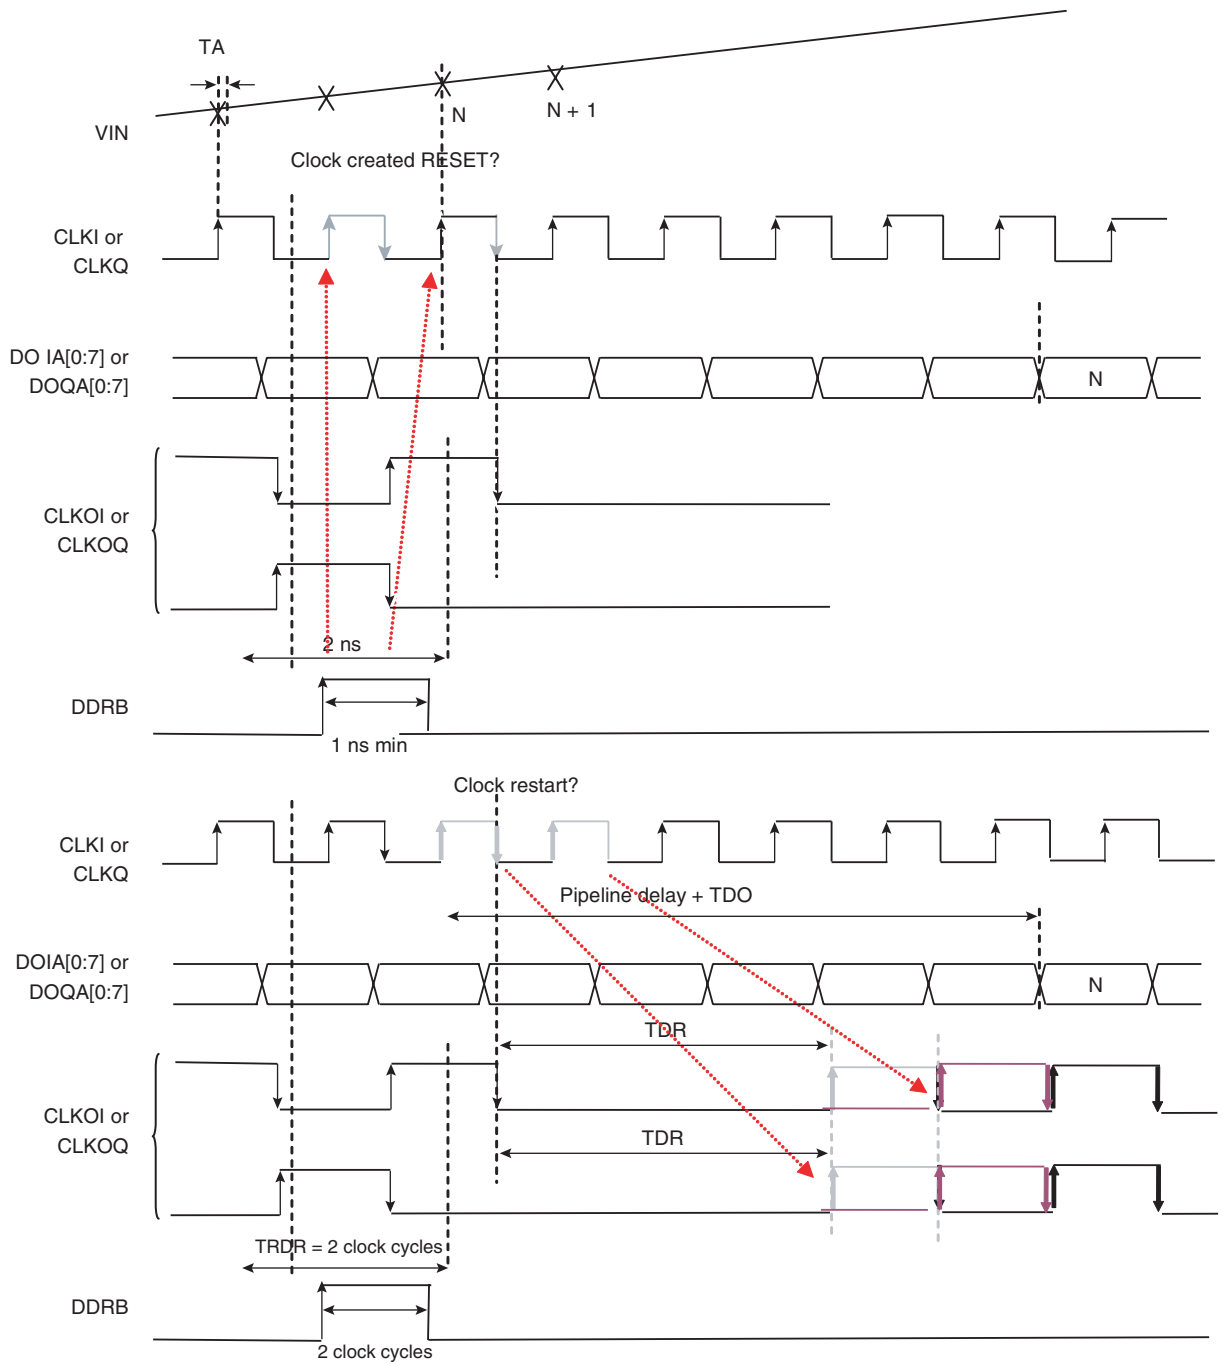 TA
N
N + 1
VIN
Clock created RESET?
CLKI or
CLKQ
DO IA[0:7] or
DOQA[0:7]
N
CLKOI or
CLKOQ
2 ns
DDRB
1 ns min
Clock restart?
CLKI or
CLKQ
Pipeline delay + TDO
DOIA[0:7] or
DOQA[0:7]
N
TDR
CLKOI or
CLKOQ
TDR
TRDR = 2 clock cycles
DDRB
2 clock cycles